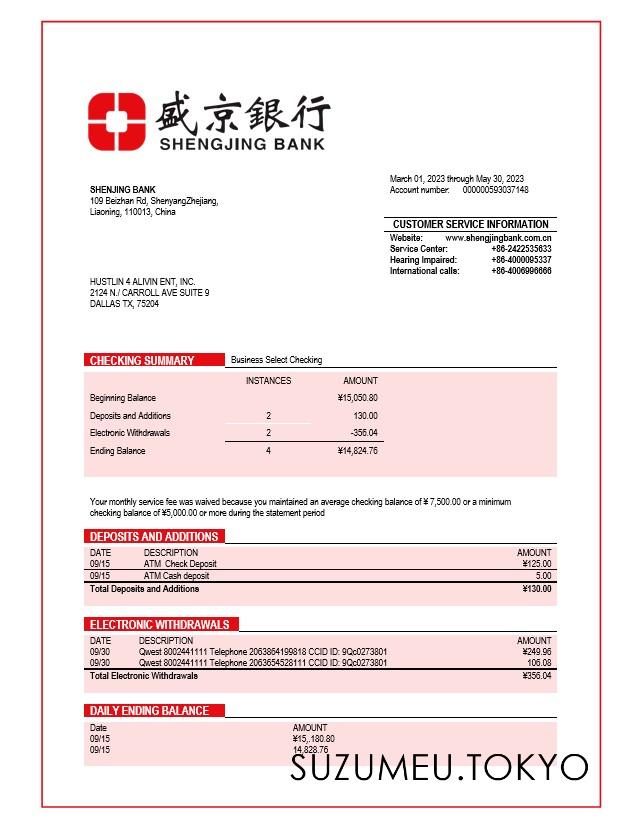 盛京銀行
SHENGJING BANK
March 01, 2023 through May 30, 2023
Account number: 000000593037148
SHENJING BANK
109 Beizhan Rd, ShenyangZhejiang,
Liaoning, 110013, China
CUSTOMER SERVICE INFORMATION
Website: www.shengjingbank.com.cn
Service Center: +86-2422535633
Hearing Impaired: +86-4000095337
International calls: +86-4006996666
HUSTLIN 4 ALIVIN ENT, INC.
2124 N./ CARROLL AVE SUITE 9
DALLAS TX, 75204
CHECKING SUMMARY Business Select Checking
INSTANCES AMOUNT
Beginning Balance ¥15,050.80
Deposits and Additions 2 130.00
Electronic Withdrawals 2 -356.04
Ending Balance 4 ¥14,824.76
Your monthly service fee was waived because you maintained an average checking balance of ¥ 7,500.00 or a minimum
checking balance of ¥5,000.00 or more during the statement period
DEPOSITS AND ADDITIONS
DATE DESCRIPTION AMOUNT
09/15 ATM Check Deposit ¥125.00
09/15 ATM Cash deposit 5.00
Total Deposits and Additions ¥130.00
ELECTRONIC WITHDRAWALS
DATE DESCRIPTION AMOUNT
09/30 Qwest 8002441111 Telephone 2063864199818 CCID ID: 9Qc0273801 ¥249.96
09/30 Qwest 8002441111 Telephone 2063654528111 CCID ID: 9Qc0273801 106.08
Total Electronic Withdrawals ¥356.04
DAILY ENDING BALANCE
Date AMOUNT
09/15 ¥15,.180.80
09/15 14,828.76
SUZUMEU.TOKYO